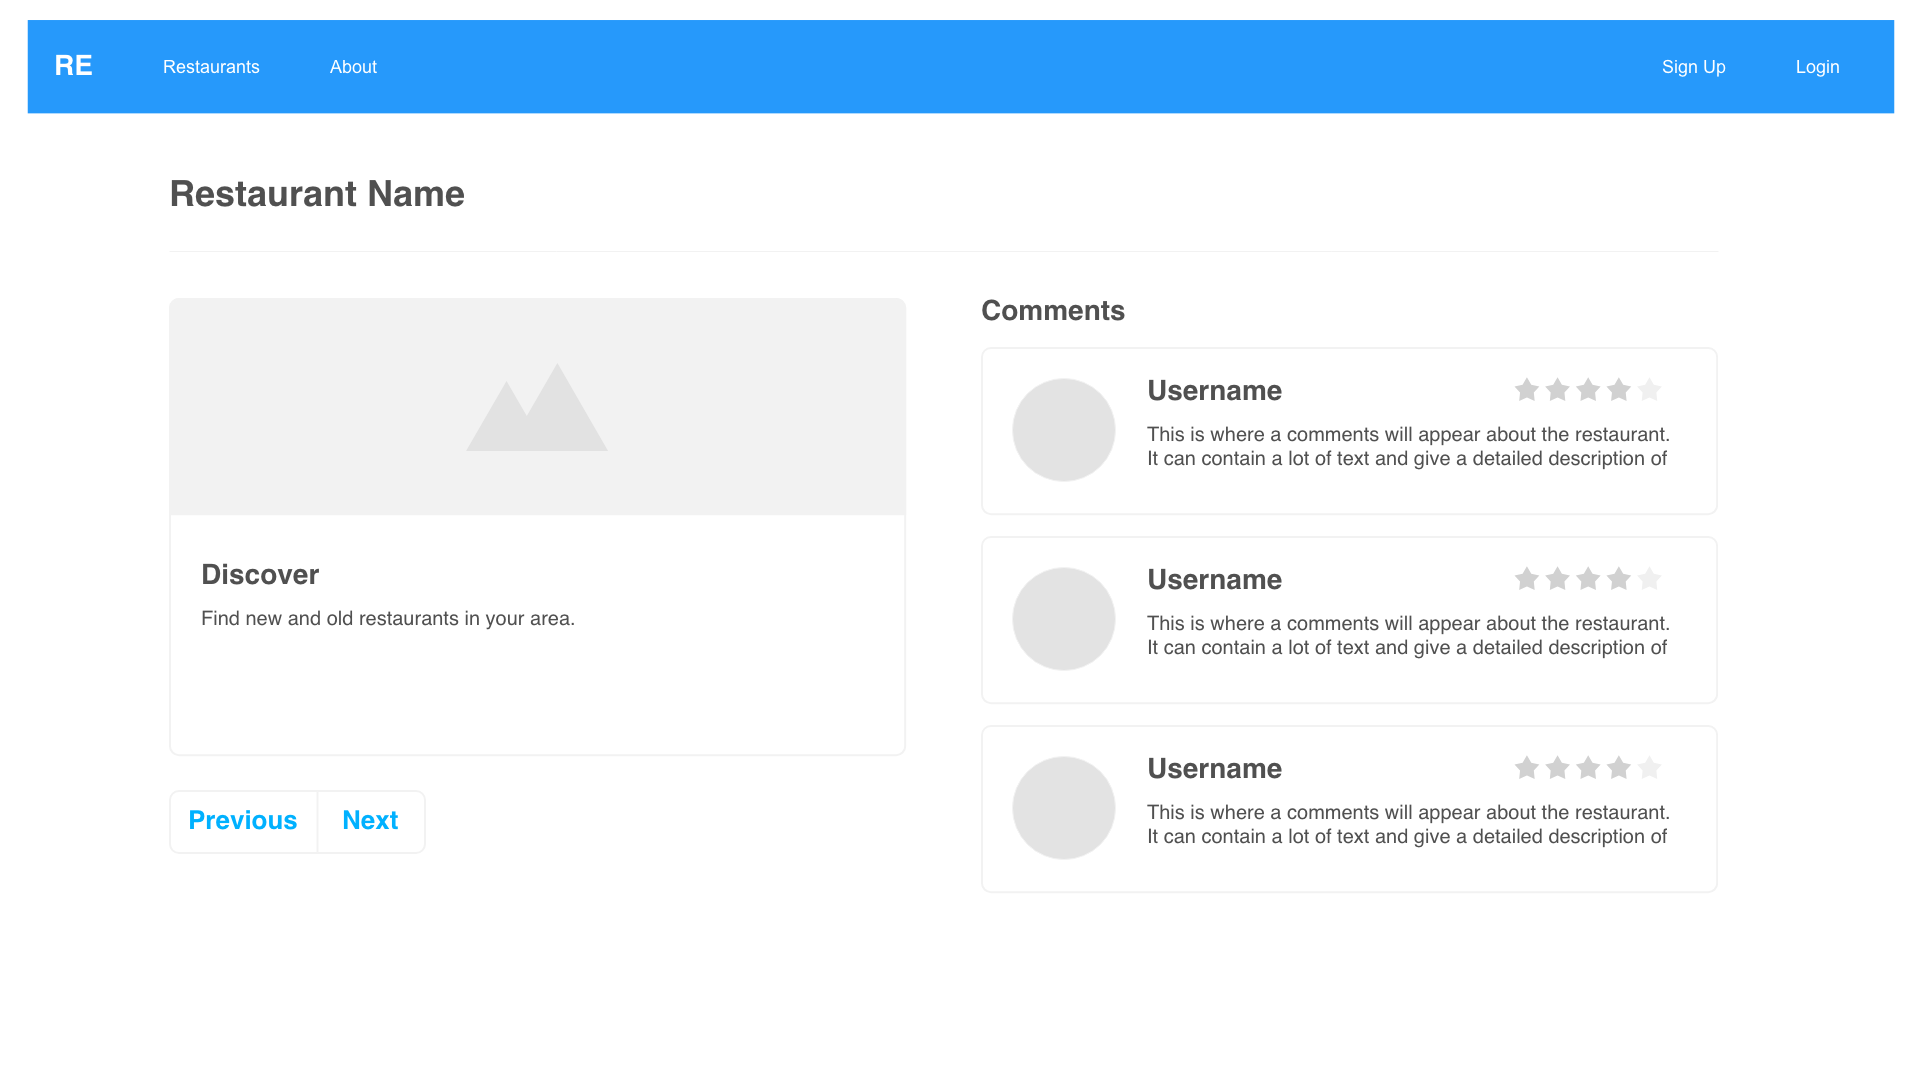 RE
Restaurants
About
Sign Up
Login
Restaurant Name
Discover
Find new and old restaurants in your area.
Previous
Next
Comments
Username
This is where a comments will appear about the restaurant.
It can contain a lot of text and give a detailed description of
Username
This is where a comments will appear about the restaurant.
It can contain a lot of text and give a detailed description of
Username
This is where a comments will appear about the restaurant.
It can contain a lot of text and give a detailed description of